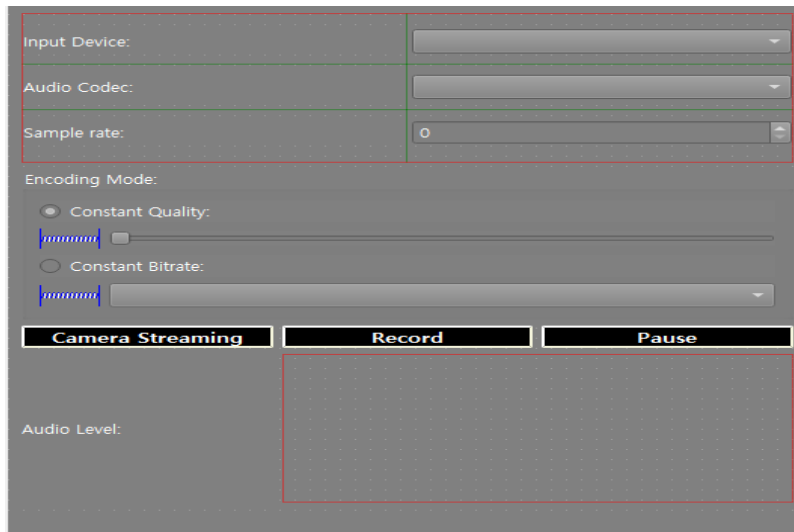 Input Device:
Audio Codec:
Sample rate: 0
Encoding Mode:
Constant Quality:
Constant Bitrate:
Camera Streaming Record Pause
Audio Level: